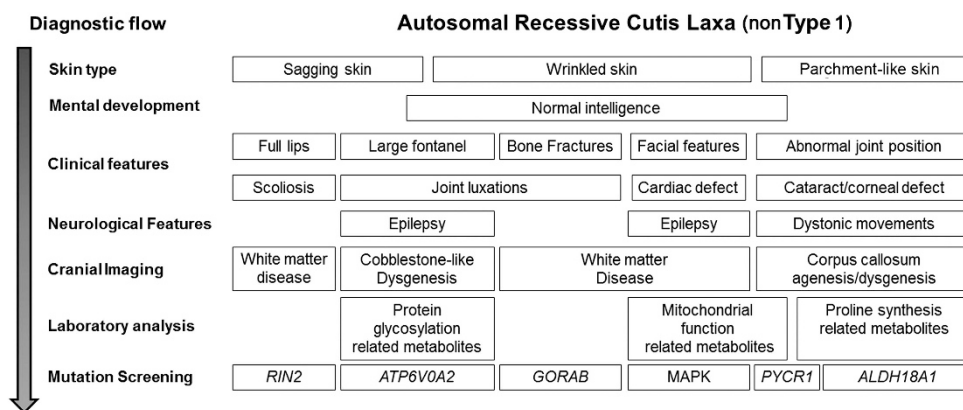 Diagnostic flow
Autosomal Recessive Cutis Laxa (non Type 1)
Skin type
Sagging skin
Wrinkled skin
Parchment-like skin
Mental development
Normal intelligence
Clinical features
Full lips
Large fontanel
Bone Fractures
Facial features
Abnormal joint position
Scoliosis
Joint luxations
Cardiac defect
Cataract/corneal defect
Neurological Features
Epilepsy
Epilepsy
Dystonic movements
Cranial Imaging
White matter
disease
Cobblestone-like
Dysgenesis
White matter
Disease
Corpus callosum
agenesis/dysgenesis
Laboratory analysis
Protein
glycosylation
related metabolites
Mitochondrial
function
related metabolites
Proline synthesis
related metabolites
Mutation Screening
RIN2
ATP6V0A2
GORAB
MAPK
PYCR1
ALDH18A1